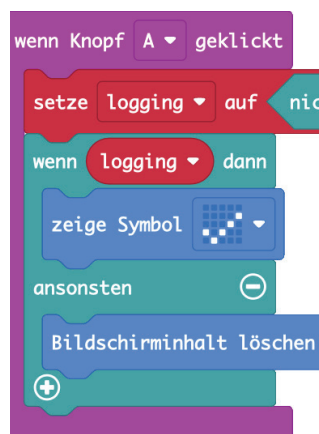 wenn Knopf A geklickt
setze logging auf
wenn logging dann
zeige Symbol
ansonsten
Bildschirminhalt löschen